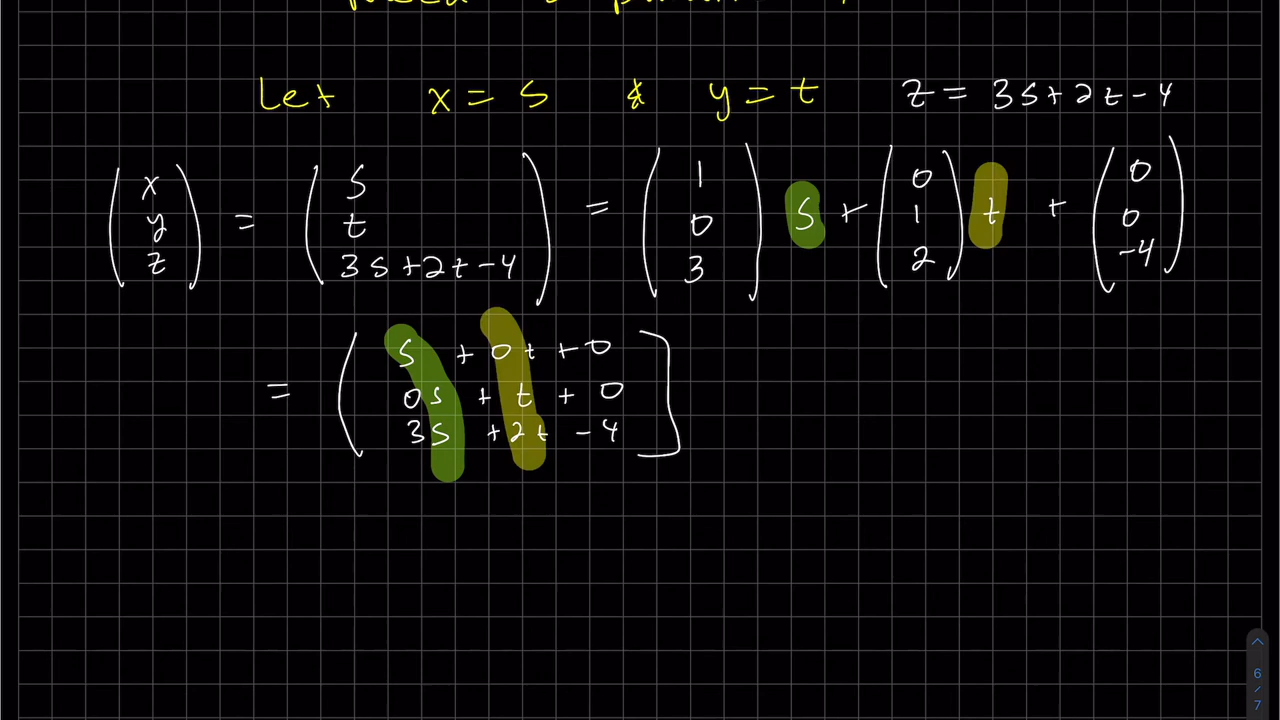 Let x = s & y = t z = 3s + 2t - 4
( x y z ) = ( s t 3s+2t-4 ) = ( 1 0 3 ) s + ( 0 1 2 ) t + ( 0 0 -4 )
= ( s + 0t + 0
0s + t + 0
3s + 2t - 4 ]
6 / 7